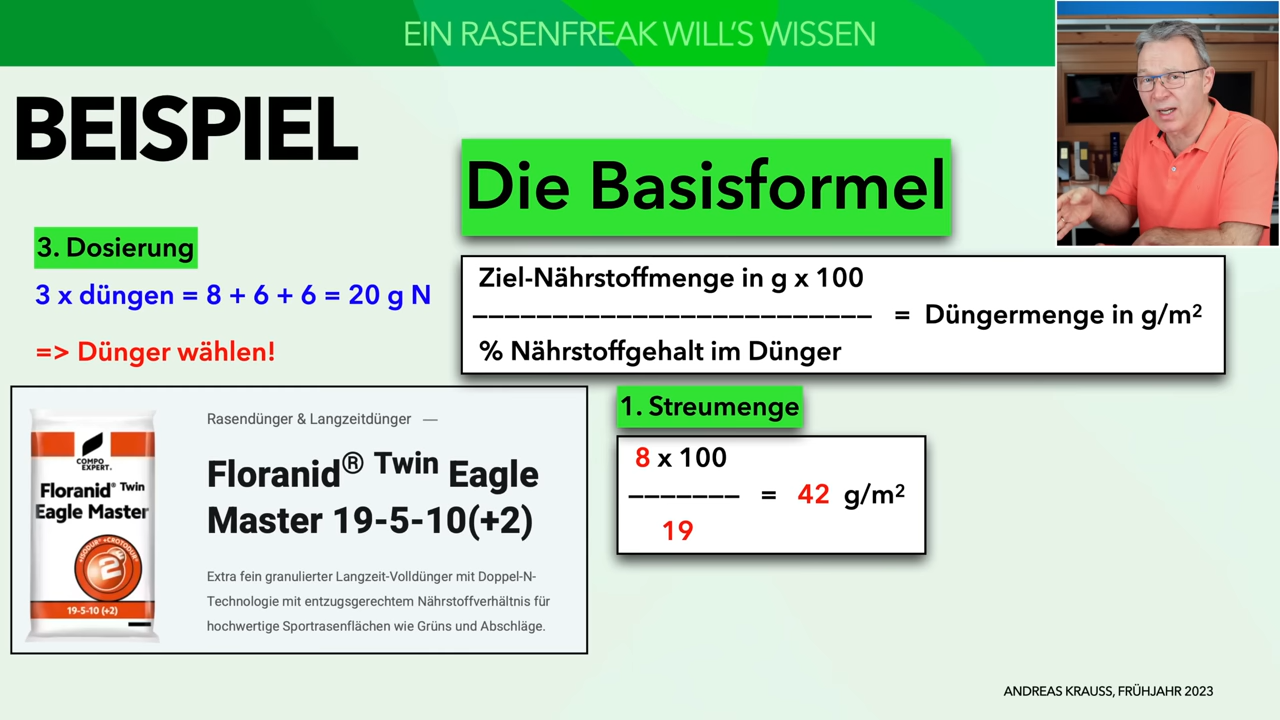 EIN RASENFREAK WILL'S WISSEN
BEISPIEL
Die Basisformel
3. Dosierung
3 x düngen = 8 + 6 + 6 = 20 g N
=> Dünger wählen!
Ziel-Nährstoffmenge in g x 100
–––––––––––––––––––––––– = Düngermenge in g/m²
% Nährstoffgehalt im Dünger
Rasendünger & Langzeitdünger —
Floranid® Twin Eagle
Master 19-5-10(+2)
Extra fein granulierter Langzeit-Volldünger mit Doppel-N-
Technologie mit entzugsgerechtem Nährstoffverhältnis für
hochwertige Sportrasenflächen wie Grüns und Abschläge.
COMPO
EXPERT.
Floranid® Twin
Eagle Master
ISODUR® + CROTODUR®
2
19-5-10 (+2)
1. Streumenge
8 x 100
––––––– = 42 g/m²
19
ANDREAS KRAUSS, FRÜHJAHR 2023